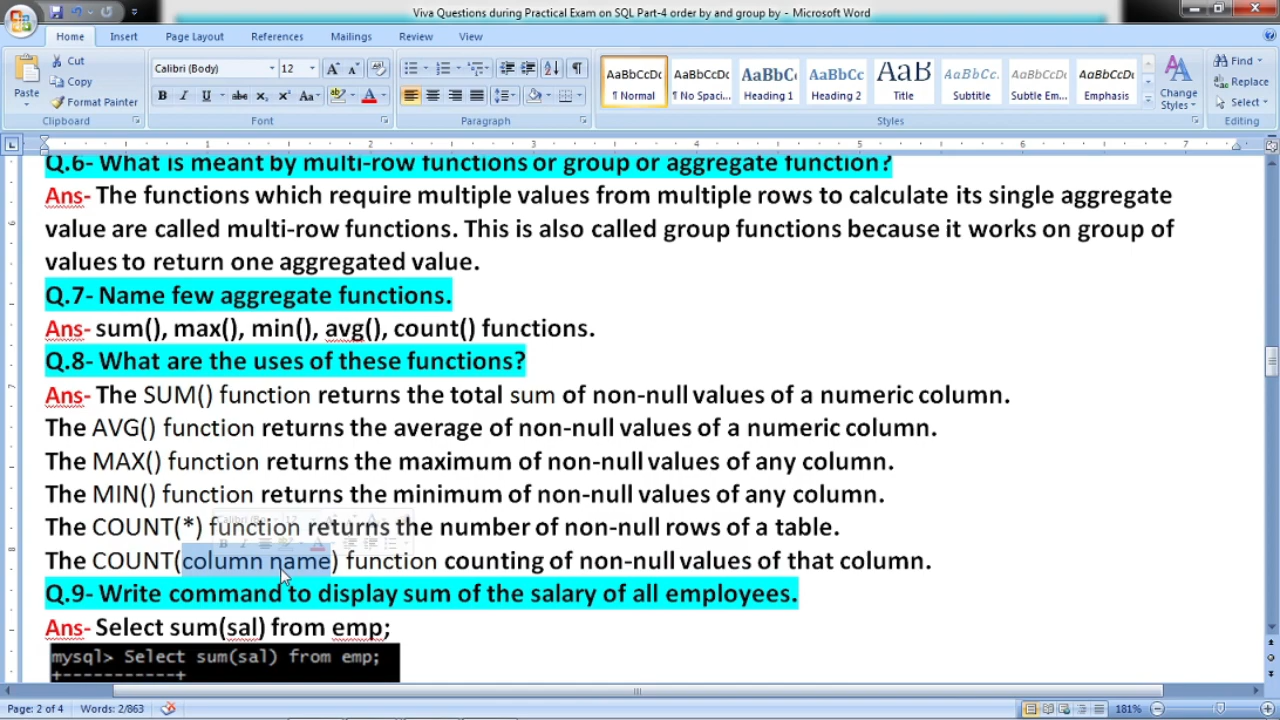 Viva Questions during Practical Exam on SQL Part-4 order by and group by - Microsoft Word
Home Insert Page Layout References Mailings Review View
Paste
Cut
Copy
Format Painter
Clipboard
Calibri (Body) 12
Font
Paragraph
AaBbCcDc AaBbCcDc AaBbC AaBbCc AaB AaBbCc. AaBbCcDc AaBbCcDc
¶ Normal ¶ No Spaci... Heading 1 Heading 2 Title Subtitle Subtle Em... Emphasis
Change Styles
Styles
Find
Replace
Select
Editing
1 2 3 4 5 6 7
Q.6- What is meant by multi-row functions or group or aggregate function?
Ans- The functions which require multiple values from multiple rows to calculate its single aggregate
value are called multi-row functions. This is also called group functions because it works on group of
values to return one aggregated value.
Q.7- Name few aggregate functions.
Ans- sum(), max(), min(), avg(), count() functions.
Q.8- What are the uses of these functions?
Ans- The SUM() function returns the total sum of non-null values of a numeric column.
The AVG() function returns the average of non-null values of a numeric column.
The MAX() function returns the maximum of non-null values of any column.
The MIN() function returns the minimum of non-null values of any column.
The COUNT(*) function returns the number of non-null rows of a table.
The COUNT(column name) function counting of non-null values of that column.
Q.9- Write command to display sum of the salary of all employees.
Ans- Select sum(sal) from emp;
mysql> Select sum(sal) from emp;
+-----------+
Page: 2 of 4 Words: 2/863 181%